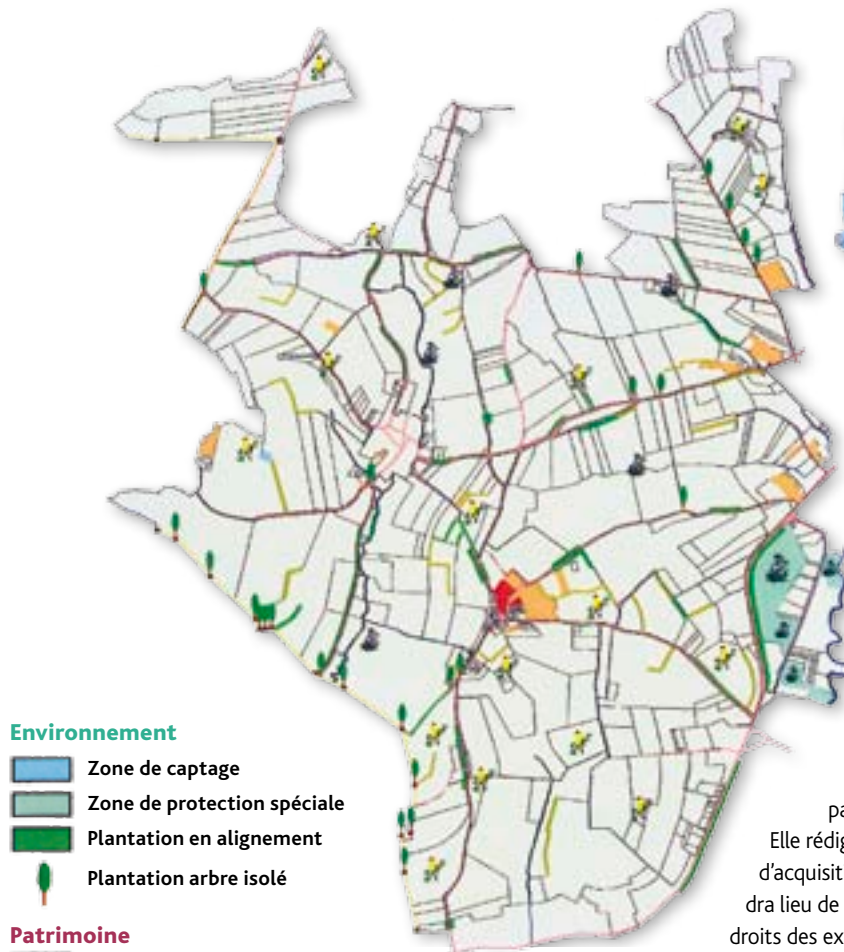 Environnement
Zone de captage
Zone de protection spéciale
Plantation en alignement
Plantation arbre isolé
Patrimoine
pa
Elle rédig
d'acquisit
dra lieu de
droits des ex